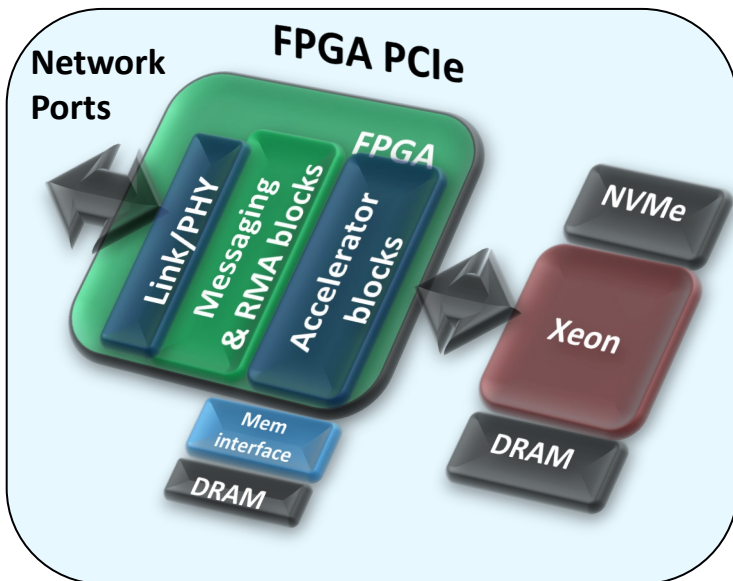 FPGA PCIe
Network
Ports
FPGA
Link/PHY
Messaging
& RMA blocks
Accelerator
blocks
NVMe
Xeon
DRAM
Mem
interface
DRAM